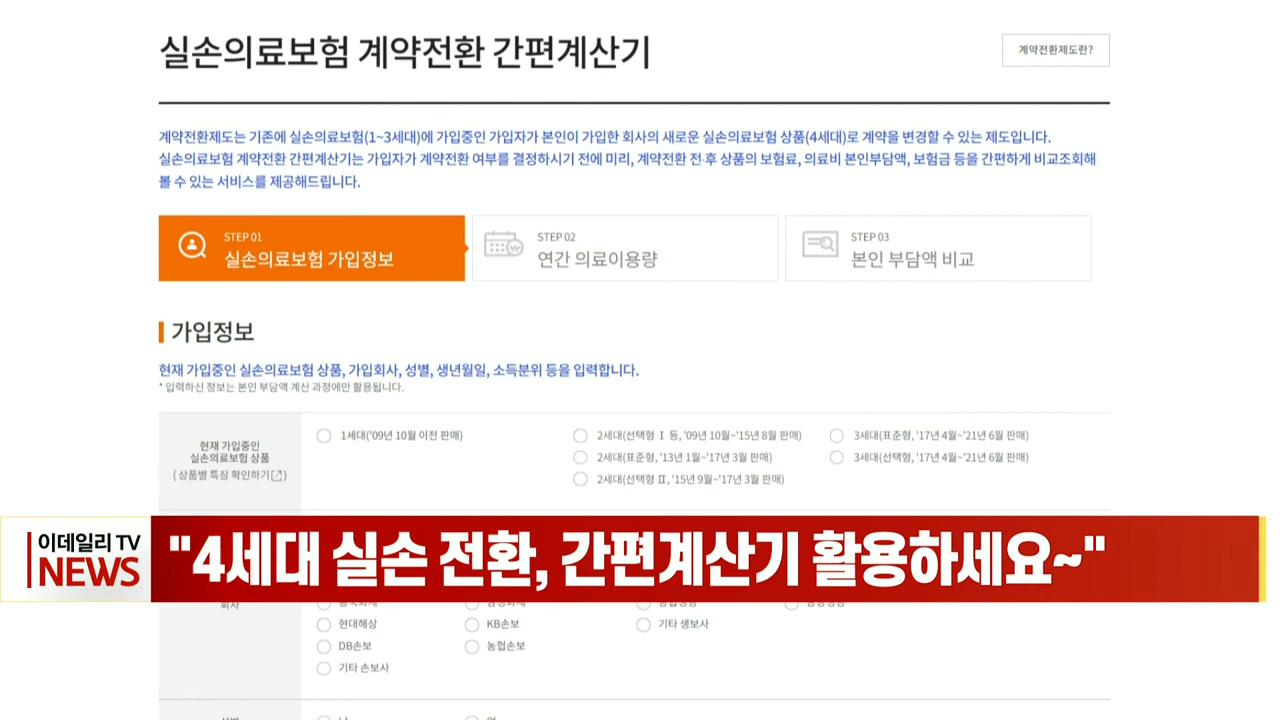 실손의료보험 계약전환 간편계산기
계약전환제도란?
계약전환제도는 기존에 실손의료보험(1~3세대)에 가입중인 가입자가 본인이 가입한 회사의 새로운 실손의료보험 상품(4세대)로 계약을 변경할 수 있는 제도입니다.
실손의료보험 계약전환 간편계산기는 가입자가 계약전환 여부를 결정하시기 전에 미리, 계약전환 전·후 상품의 보험료, 의료비 본인부담액, 보험금 등을 간편하게 비교조회해
볼 수 있는 서비스를 제공해드립니다.
STEP 01
실손의료보험 가입정보
STEP 02
연간 의료이용량
STEP 03
본인 부담액 비교
가입정보
현재 가입중인 실손의료보험 상품, 가입회사, 성별, 생년월일, 소득분위 등을 입력합니다.
* 입력하신 정보는 본인 부담액 계산 과정에만 활용됩니다.
현재 가입중인
실손의료보험 상품
( 상품별 특징 확인하기 )
1세대('09년 10월 이전 판매)
2세대(선택형 Ⅰ 등, '09년 10월~'15년 8월 판매)
3세대(표준형, '17년 4월~'21년 6월 판매)
2세대(표준형, '13년 1월~'17년 3월 판매)
3세대(선택형, '17년 4월~'21년 6월 판매)
2세대(선택형 Ⅱ, '15년 9월~'17년 3월 판매)
이데일리 TV
NEWS
"4세대 실손 전환, 간편계산기 활용하세요~"
회사
현대해상
KB손보
기타 생보사
DB손보
농협손보
기타 손보사